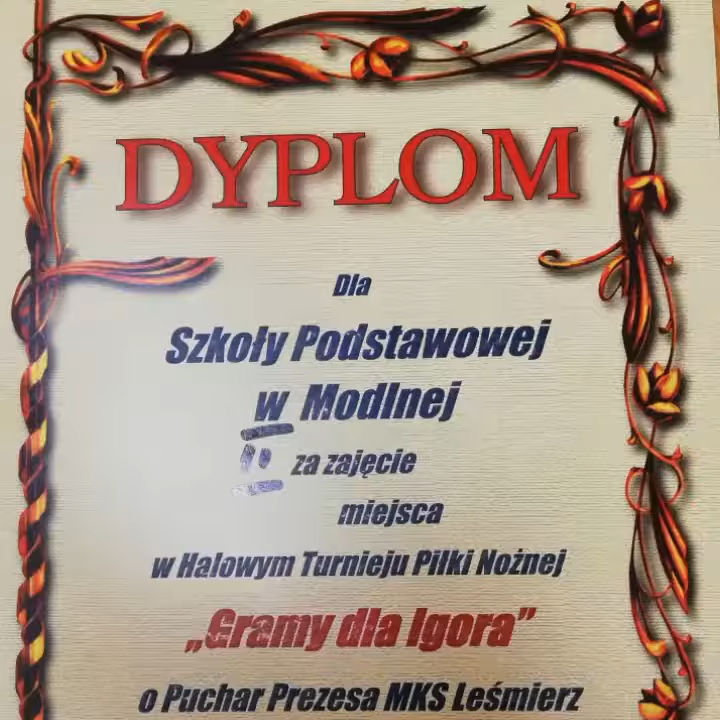 DYPLOM
Dla
Szkoły Podstawowej
w Modlnej
II za zajęcie
miejsca
w Halowym Turnieju Piłki Nożnej
„Gramy dla Igora”
o Puchar Prezesa MKS Leśmierz